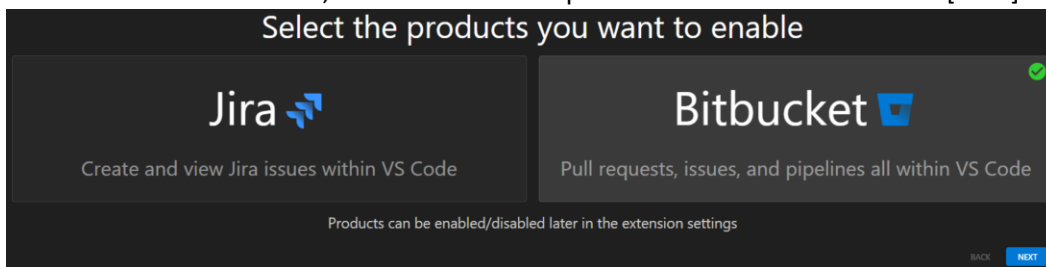 Select the products you want to enable
Jira
Create and view Jira issues within VS Code
Bitbucket
Pull requests, issues, and pipelines all within VS Code
Products can be enabled/disabled later in the extension settings
BACK NEXT